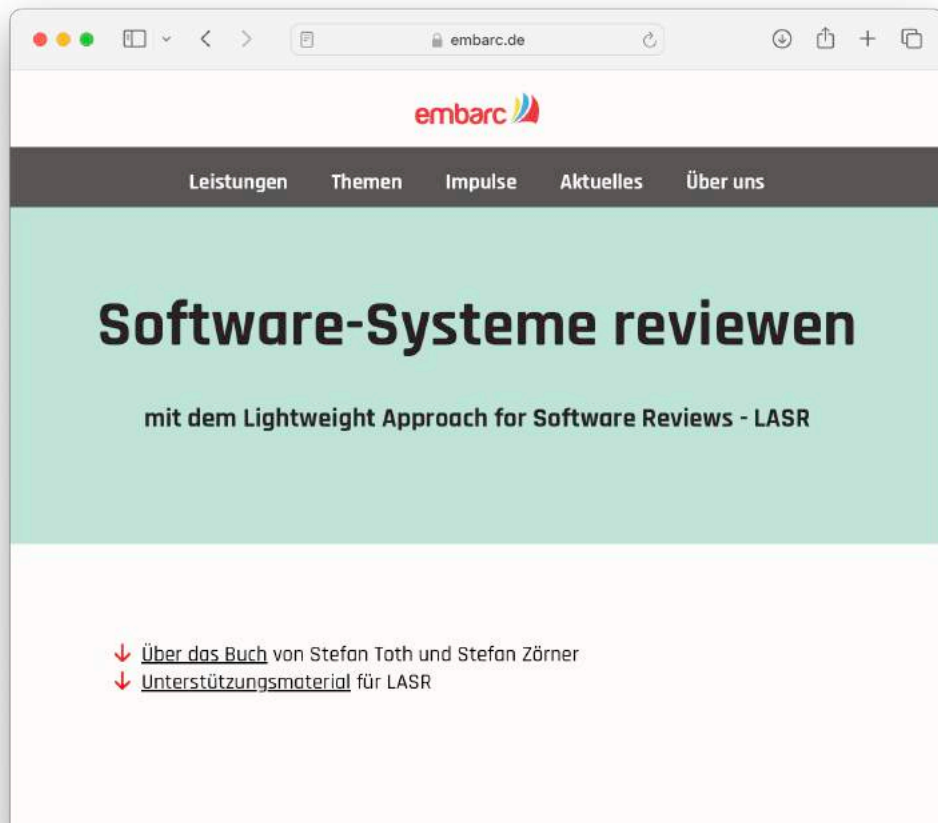 embarc.de
embarc
Leistungen Themen Impulse Aktuelles Über uns
Software-Systeme reviewen
mit dem Lightweight Approach for Software Reviews - LASR
Über das Buch von Stefan Toth und Stefan Zörner
Unterstützungsmaterial für LASR